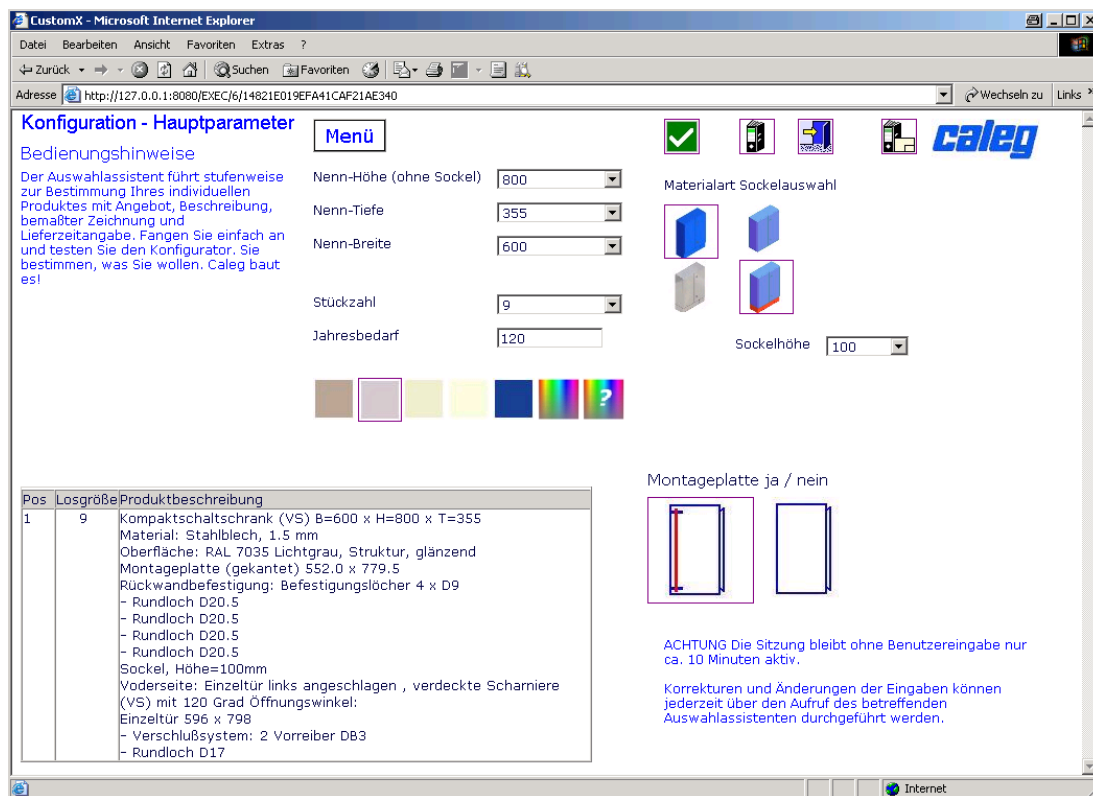 CustomX - Microsoft Internet Explorer
Datei Bearbeiten Ansicht Favoriten Extras ?
Zurück Suchen Favoriten
Adresse http://127.0.0.1:8080/EXEC/6/14821E019EFA41CAF21AE340 Wechseln zu Links
Konfiguration - Hauptparameter
Menü
caleg
Bedienungshinweise
Der Auswahlassistent führt stufenweise
zur Bestimmung Ihres individuellen
Produktes mit Angebot, Beschreibung,
bemaßter Zeichnung und
Lieferzeitangabe. Fangen Sie einfach an
und testen Sie den Konfigurator. Sie
bestimmen, was Sie wollen. Caleg baut
es!
Nenn-Höhe (ohne Sockel) 800
Nenn-Tiefe 355
Nenn-Breite 600
Stückzahl 9
Jahresbedarf 120
?
Materialart Sockelauswahl
Sockelhöhe 100
Pos Losgröße Produktbeschreibung
1 9 Kompaktschaltschrank (VS) B=600 x H=800 x T=355
Material: Stahlblech, 1.5 mm
Oberfläche: RAL 7035 Lichtgrau, Struktur, glänzend
Montageplatte (gekantet) 552.0 x 779.5
Rückwandbefestigung: Befestigungslöcher 4 x D9
- Rundloch D20.5
- Rundloch D20.5
- Rundloch D20.5
- Rundloch D20.5
Sockel, Höhe=100mm
Voderseite: Einzeltür links angeschlagen , verdeckte Scharniere
(VS) mit 120 Grad Öffnungswinkel:
Einzeltür 596 x 798
- Verschlußsystem: 2 Vorreiber DB3
- Rundloch D17
Montageplatte ja / nein
ACHTUNG Die Sitzung bleibt ohne Benutzereingabe nur
ca. 10 Minuten aktiv.
Korrekturen und Änderungen der Eingaben können
jederzeit über den Aufruf des betreffenden
Auswahlassistenten durchgeführt werden.
Internet